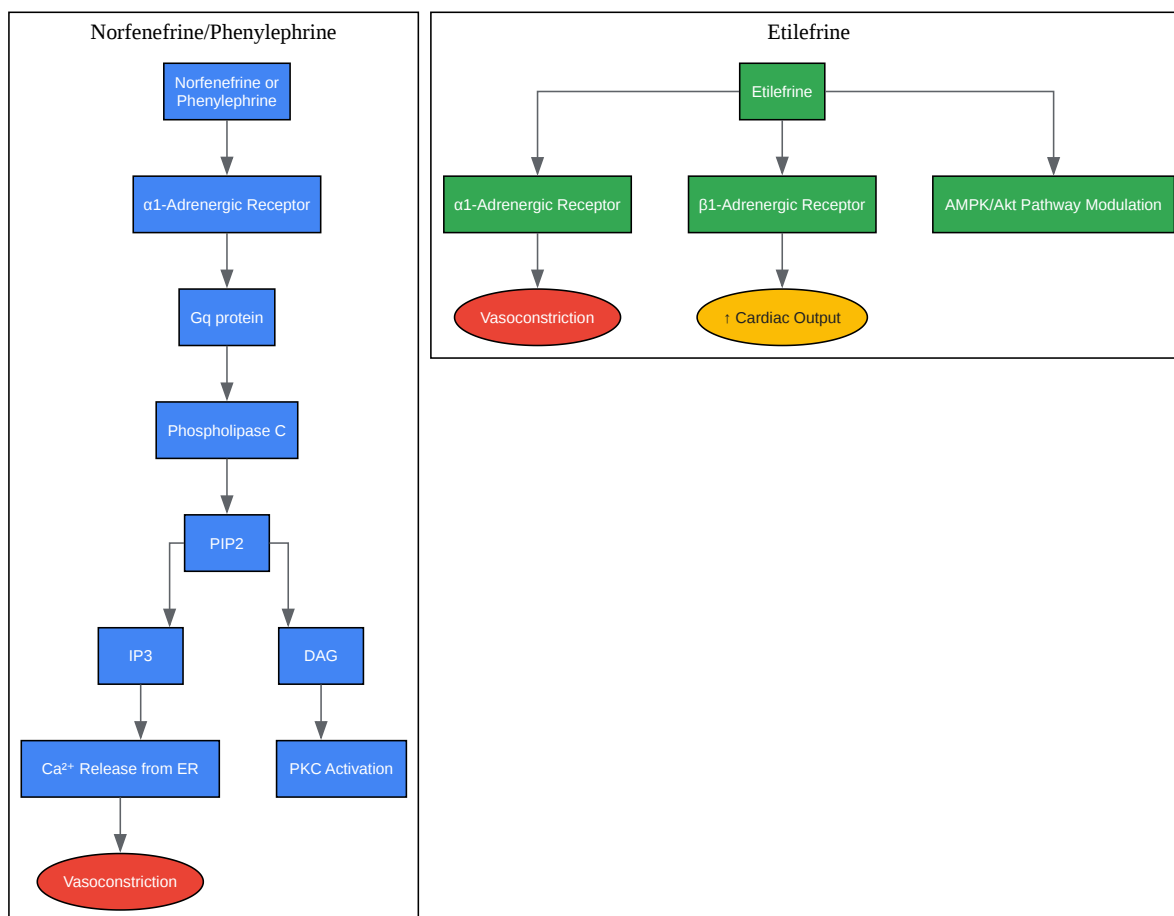 Norfenefrine/Phenylephrine
Norfenefrine or
Phenylephrine
α1-Adrenergic Receptor
Gq protein
Phospholipase C
PIP2
IP3
DAG
Ca²⁺ Release from ER
PKC Activation
Vasoconstriction
Etilefrine
Etilefrine
α1-Adrenergic Receptor
β1-Adrenergic Receptor
AMPK/Akt Pathway Modulation
Vasoconstriction
↑ Cardiac Output